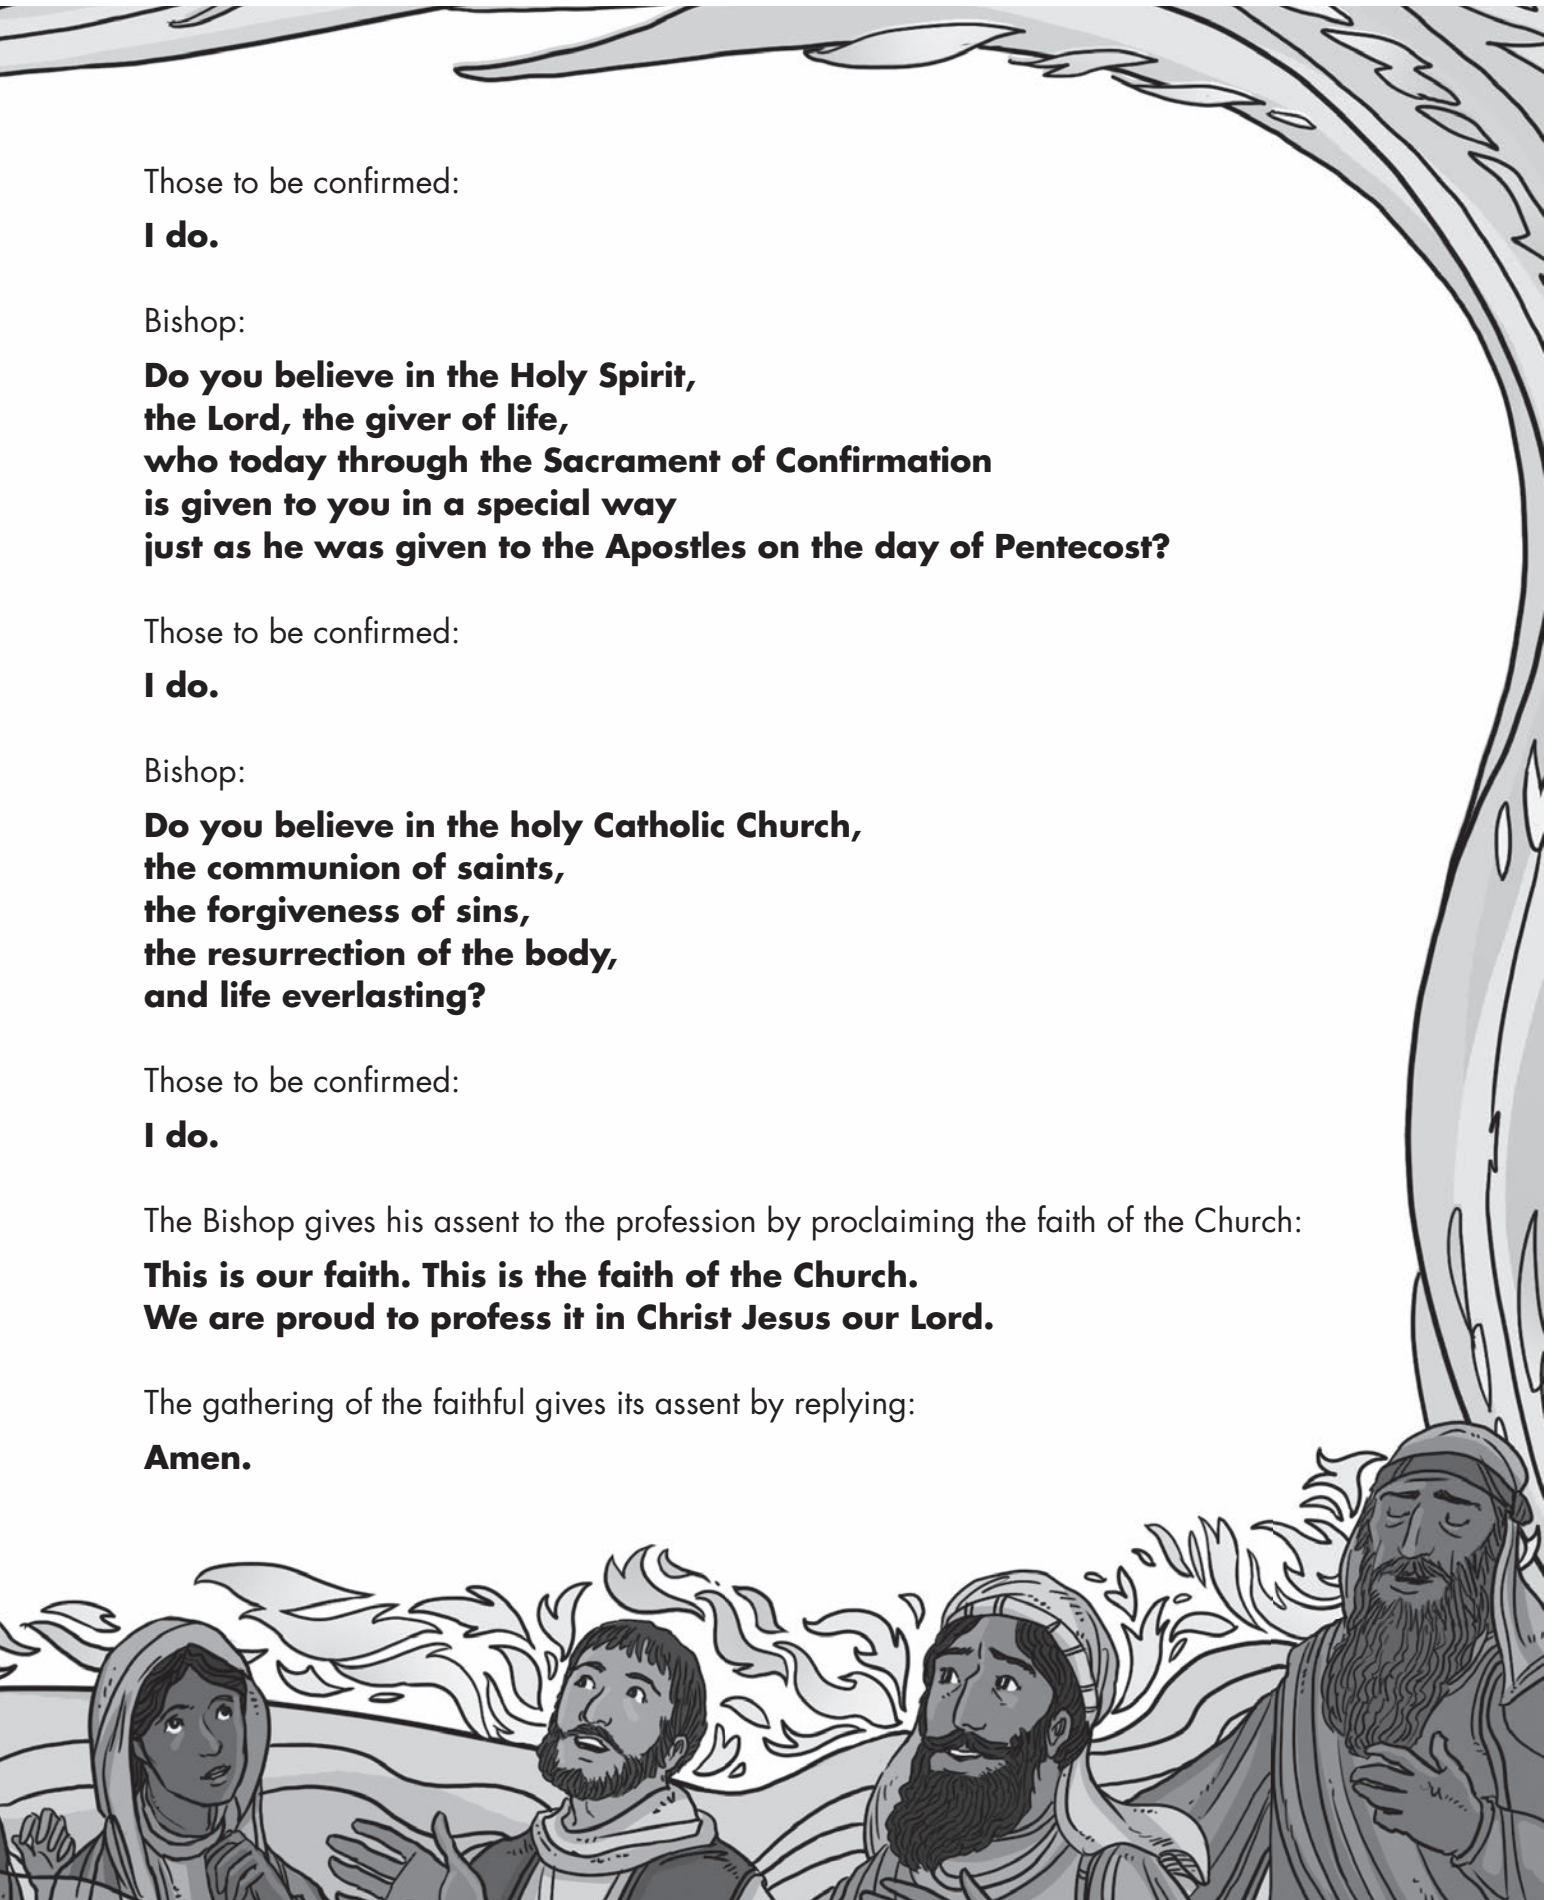 Those to be confirmed:
I do.
Bishop:
Do you believe in the Holy Spirit,
the Lord, the giver of life,
who today through the Sacrament of Confirmation
is given to you in a special way
just as he was given to the Apostles on the day of Pentecost?
Those to be confirmed:
I do.
Bishop:
Do you believe in the holy Catholic Church,
the communion of saints,
the forgiveness of sins,
the resurrection of the body,
and life everlasting?
Those to be confirmed:
I do.
The Bishop gives his assent to the profession by proclaiming the faith of the Church:
This is our faith. This is the faith of the Church.
We are proud to profess it in Christ Jesus our Lord.
The gathering of the faithful gives its assent by replying:
Amen.